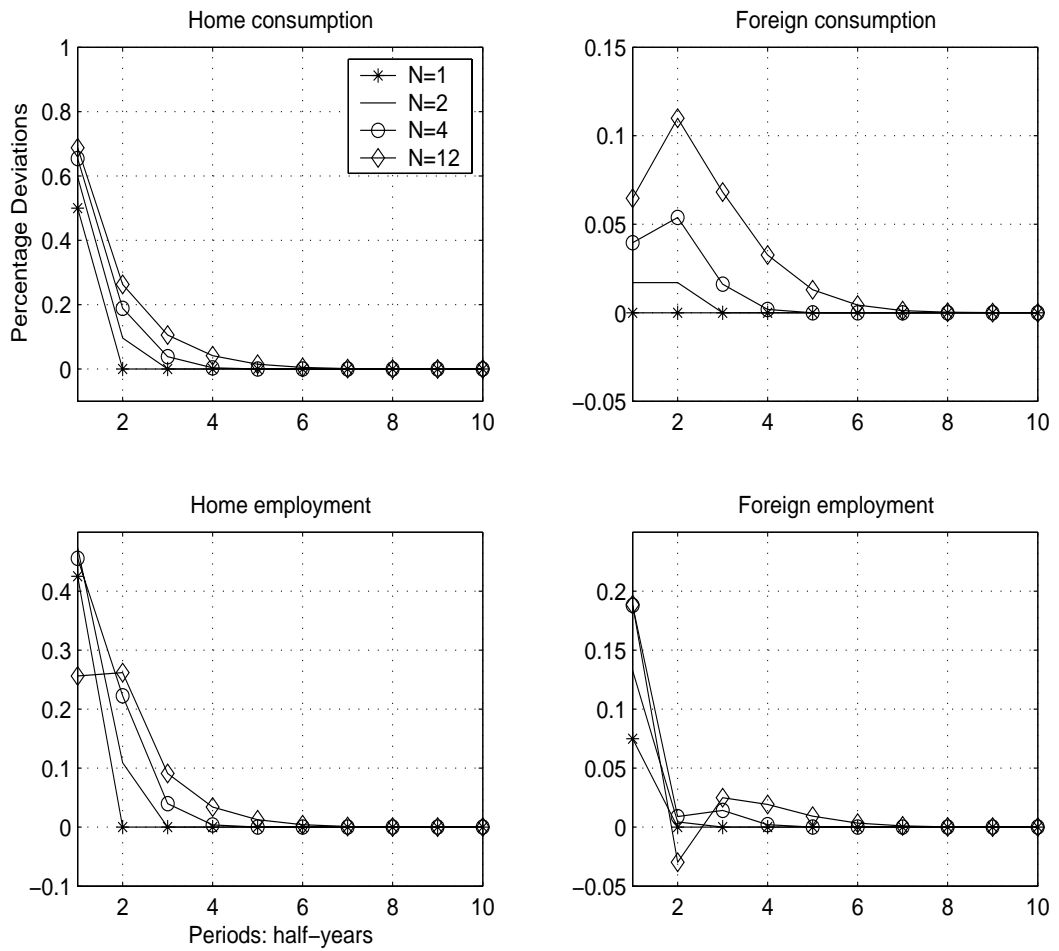 Home consumption
Percentage Deviations
1
0.8
0.6
0.4
0.2
0
2 4 6 8 10
N=1
N=2
N=4
N=12
Foreign consumption
0.15
0.1
0.05
0
−0.05
2 4 6 8 10
Home employment
0.4
0.3
0.2
0.1
0
−0.1
2 4 6 8 10
Periods: half−years
Foreign employment
0.2
0.15
0.1
0.05
0
−0.05
2 4 6 8 10